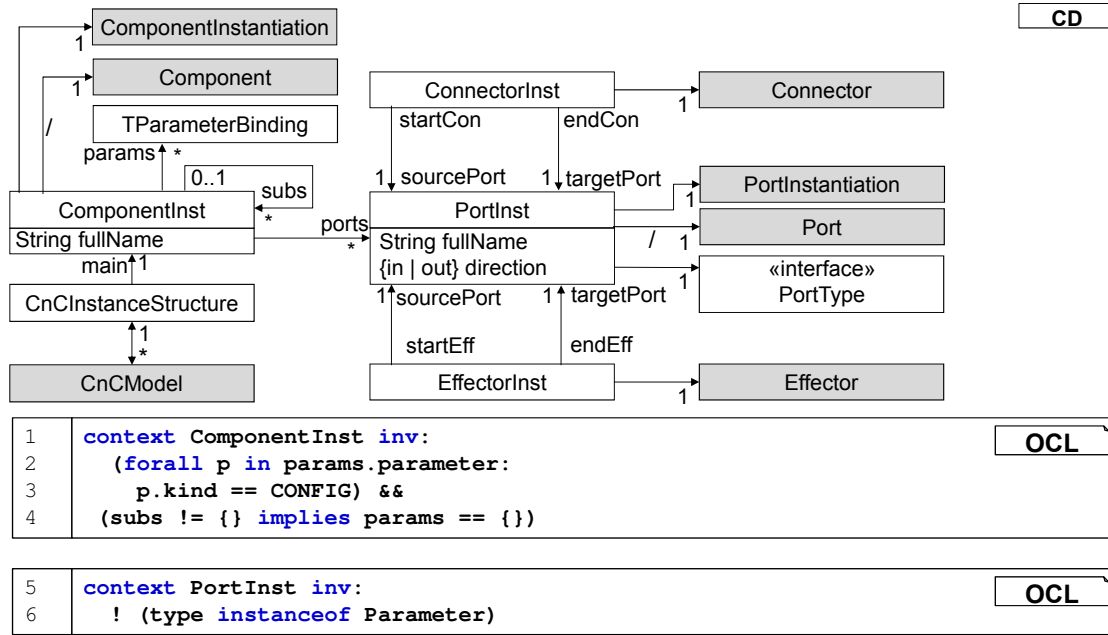 CD
ComponentInstantiation
1
Component
1
/
TParameterBinding
params
*
0..1
subs
*
ComponentInst
String fullName
ports
*
main
1
CnCInstanceStructure
1
*
CnCModel
ConnectorInst
1
Connector
startCon
endCon
1
sourcePort
1
targetPort
PortInst
String fullName
{in | out} direction
1
PortInstantiation
/
1
Port
1
«interface»
PortType
1
sourcePort
1
targetPort
startEff
endEff
EffectorInst
1
Effector
OCL
1 context ComponentInst inv:
2 (forall p in params.parameter:
3 p.kind == CONFIG) &&
4 (subs != {} implies params == {})
OCL
5 context PortInst inv:
6 ! (type instanceof Parameter)